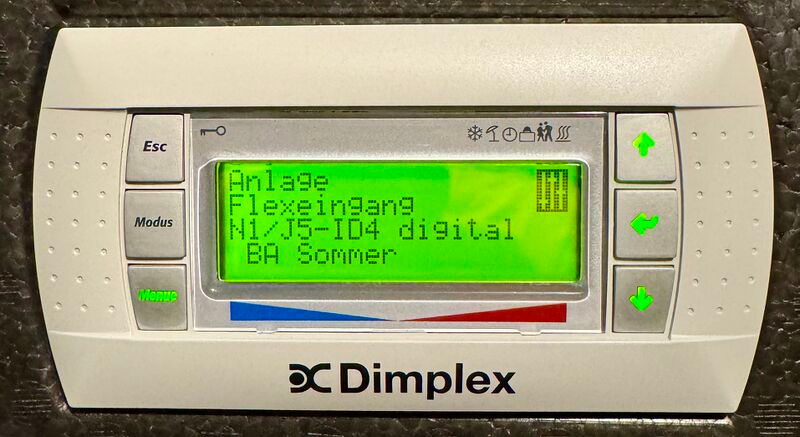 Esc
Modus
Menue
Anlage
Flexeingang
N1/J5-ID4 digital
BA Sommer
Dimplex